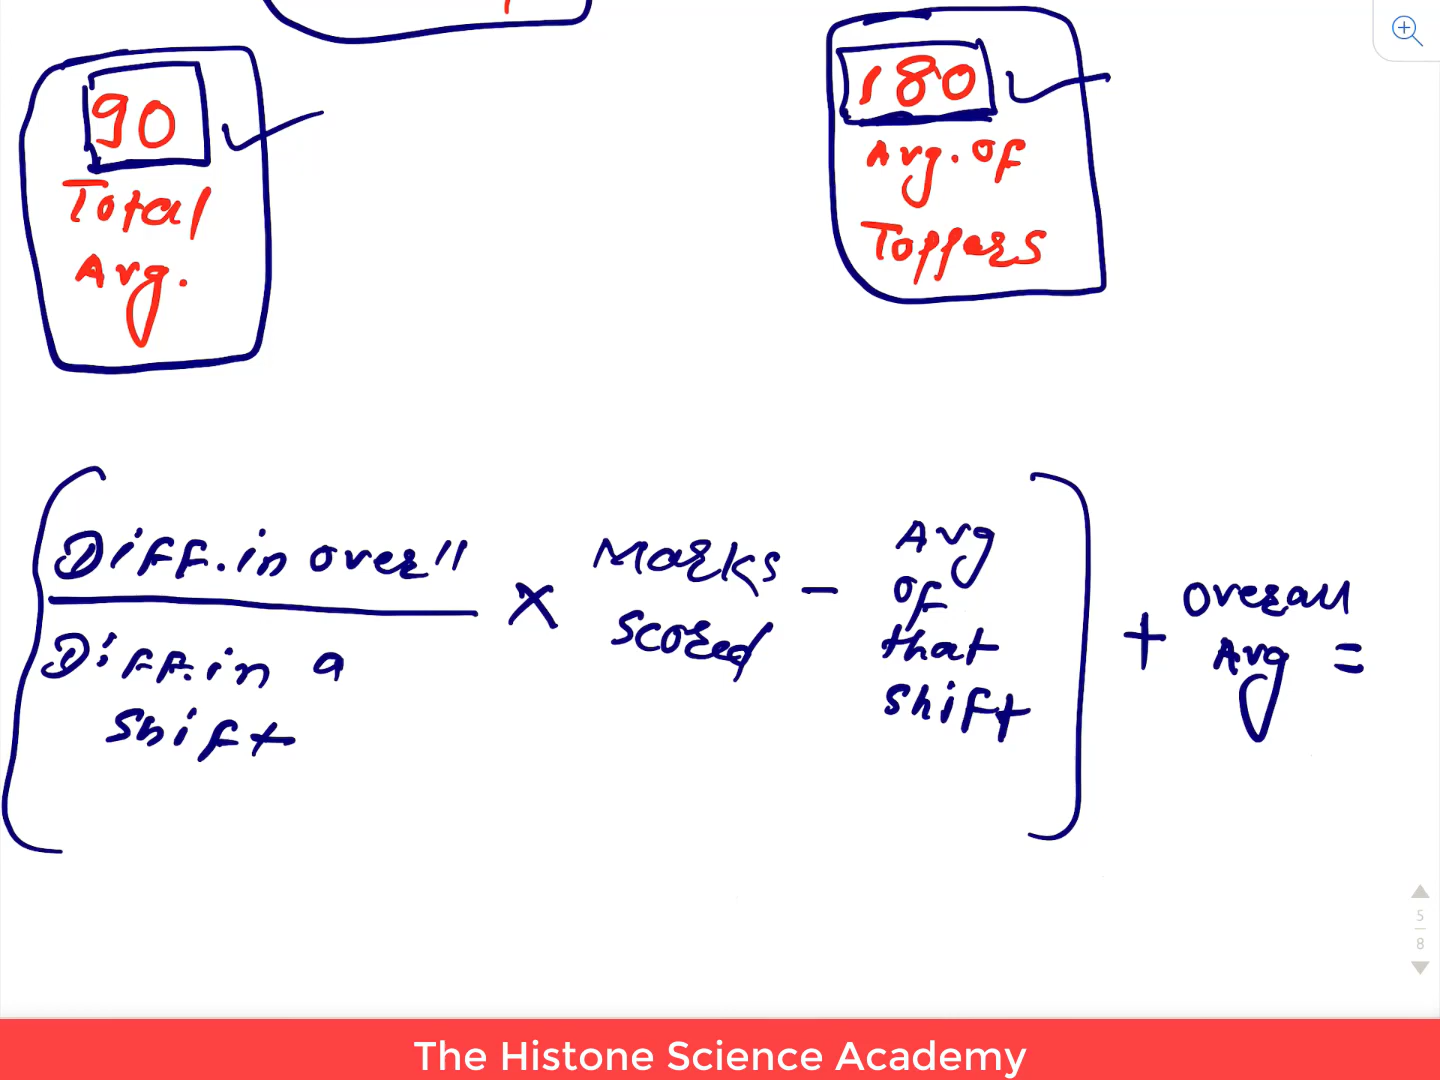 90
Total
Avg.
180
Avg. of
Toppers
Diff. in over11
Diff. in a
Shift
×
Marks
Scored
-
Avg
of
that
Shift
+
Overall
Avg =
5
8
The Histone Science Academy